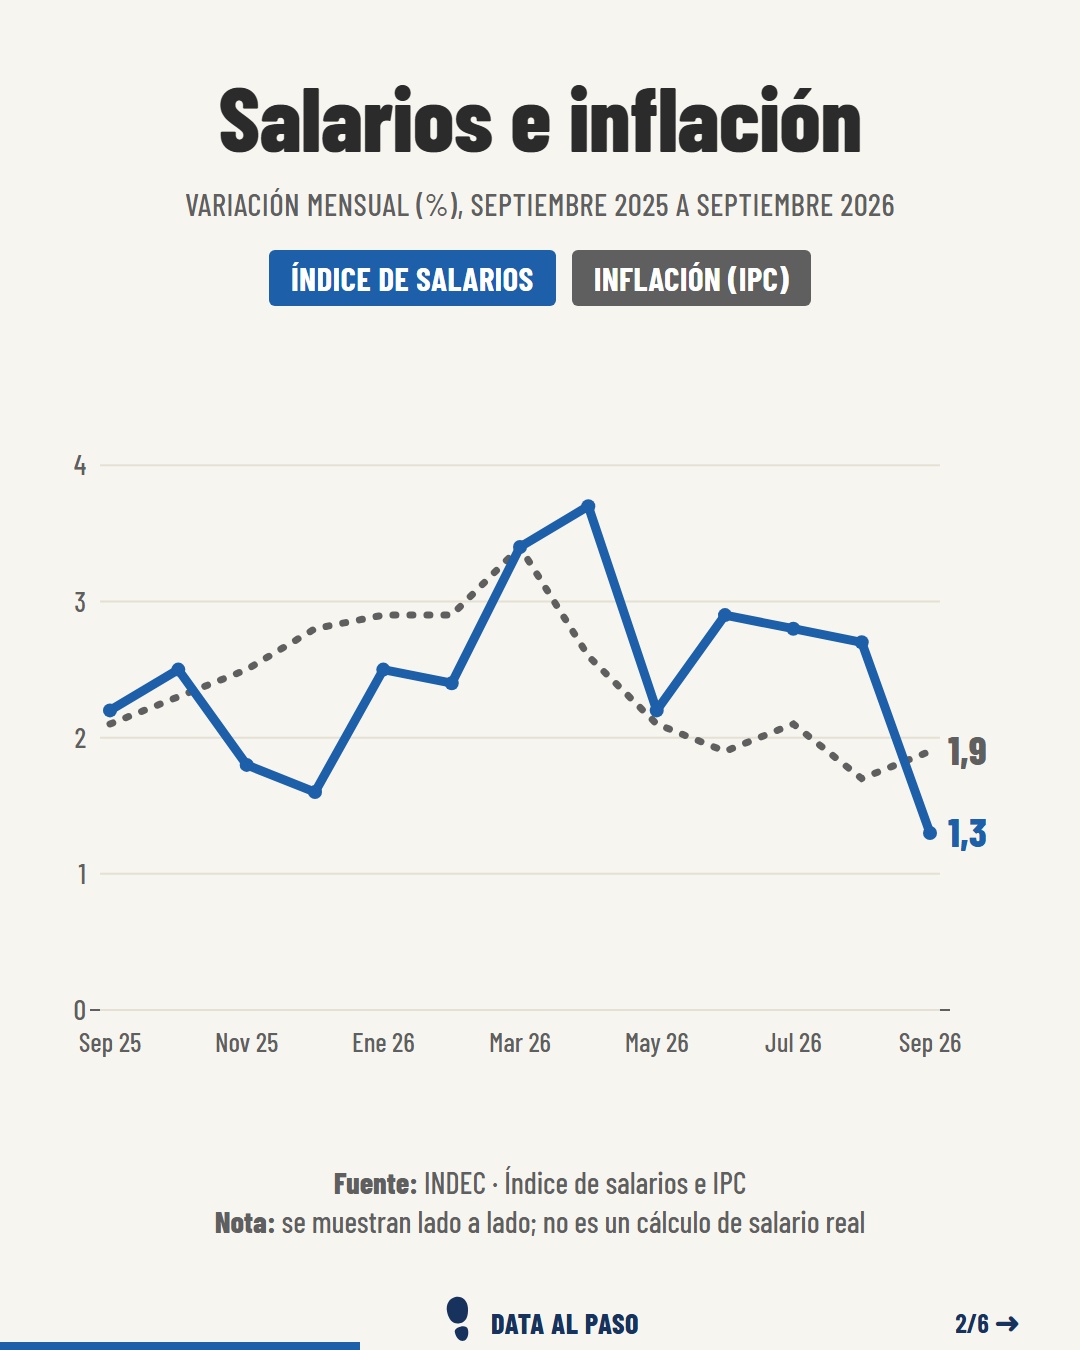 Salarios e inflación
VARIACIÓN MENSUAL (%), SEPTIEMBRE 2025 A SEPTIEMBRE 2026
ÍNDICE DE SALARIOS
INFLACIÓN (IPC)
4
3
2
1
0
1,9
1,3
Sep 25
Nov 25
Ene 26
Mar 26
May 26
Jul 26
Sep 26
Fuente: INDEC · Índice de salarios e IPC
Nota: se muestran lado a lado; no es un cálculo de salario real
DATA AL PASO
2/6 →